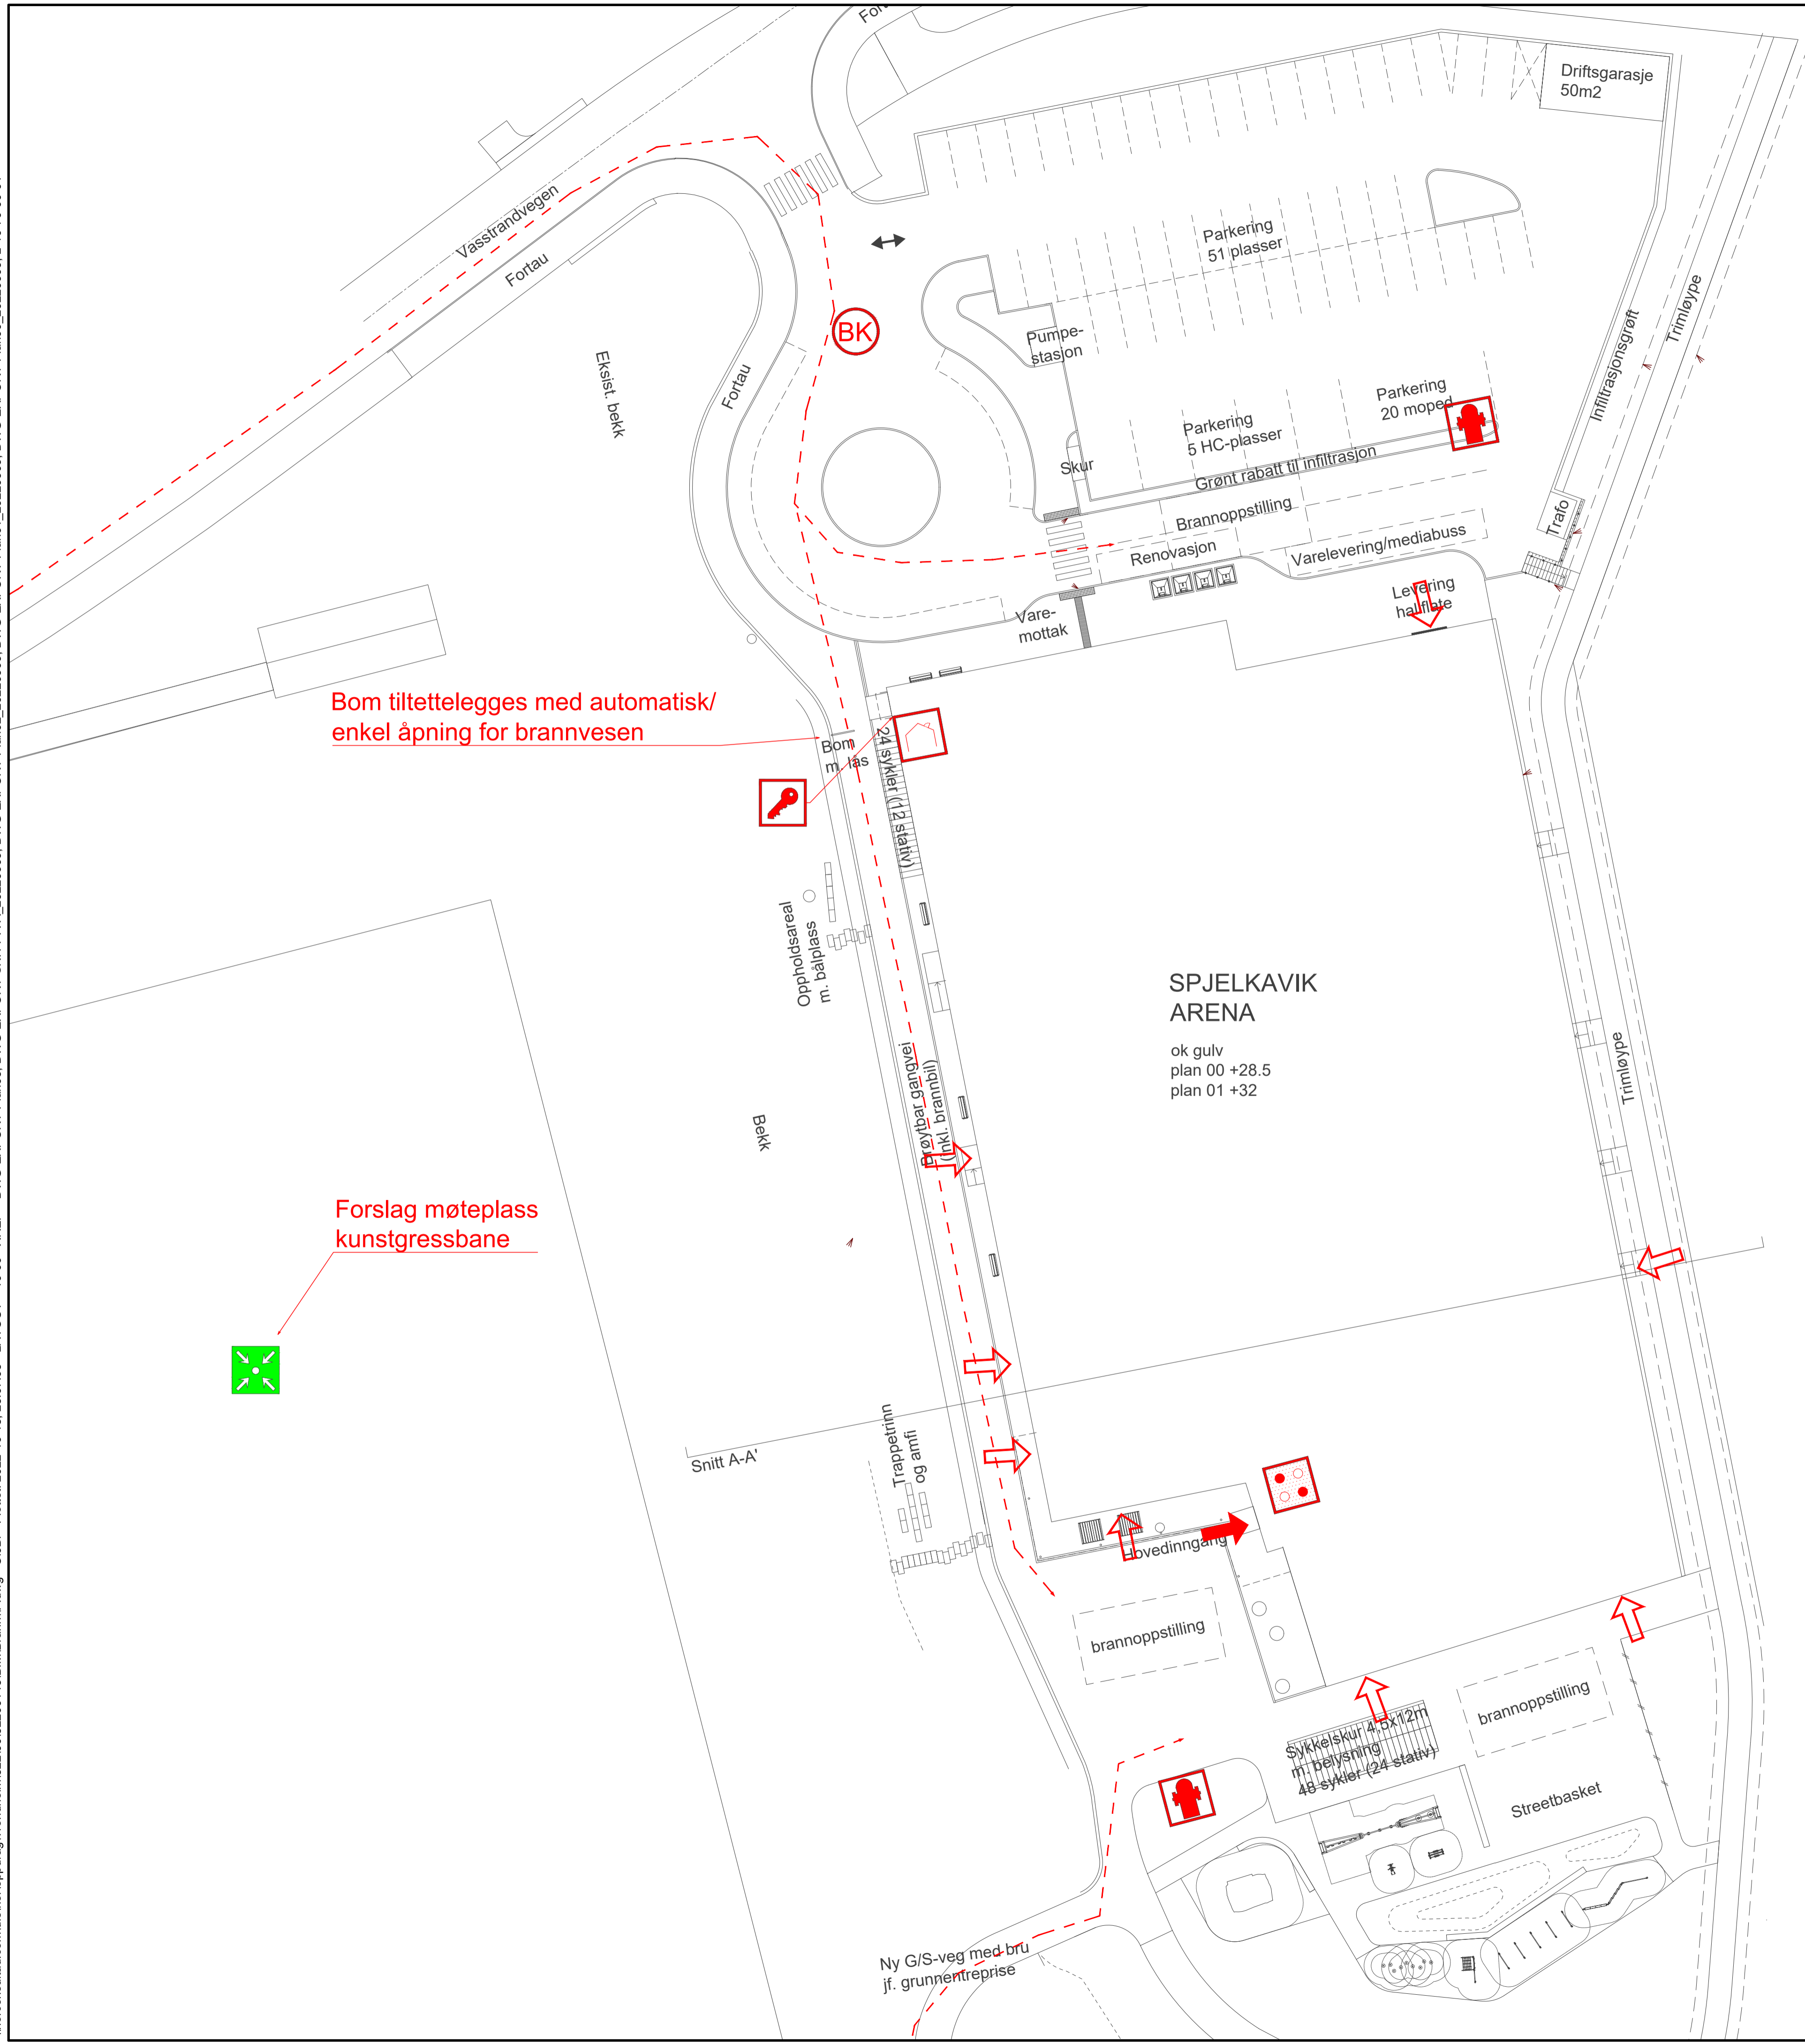 Fort
Driftsgarasje
50m2
Vasstrandvegen
Fortau
Parkering
51 plasser
Trimløype
Infiltrasjonsgrøft
BK
Pumpe-
stasjon
Eksist. bekk
Fortau
Parkering
20 moped
Parkering
5 HC-plasser
Skur
Grønt rabatt til infiltrasjon
Brannoppstilling
Trafo
Renovasjon
Varelevering/mediabuss
Levering
hallflate
Vare-
mottak
Bom tiltettelegges med automatisk/
enkel åpning for brannvesen
Bom
m. lås
24 sykler (12 stativ)
Oppholdsareal
m. bålplass
SPJELKAVIK
ARENA
ok gulv
plan 00 +28.5
plan 01 +32
Brøytbar gangvei
(inkl. brannbil)
Trimløype
Bekk
Forslag møteplass
kunstgressbane
Snitt A-A'
Trappetrinn
og amfi
Hovedinngang
brannoppstilling
brannoppstilling
Sykkelskur 4,5x12m
m. belysning
48 sykler (24 stativ)
Streetbasket
Ny G/S-veg med bru
jf. grunnentreprise